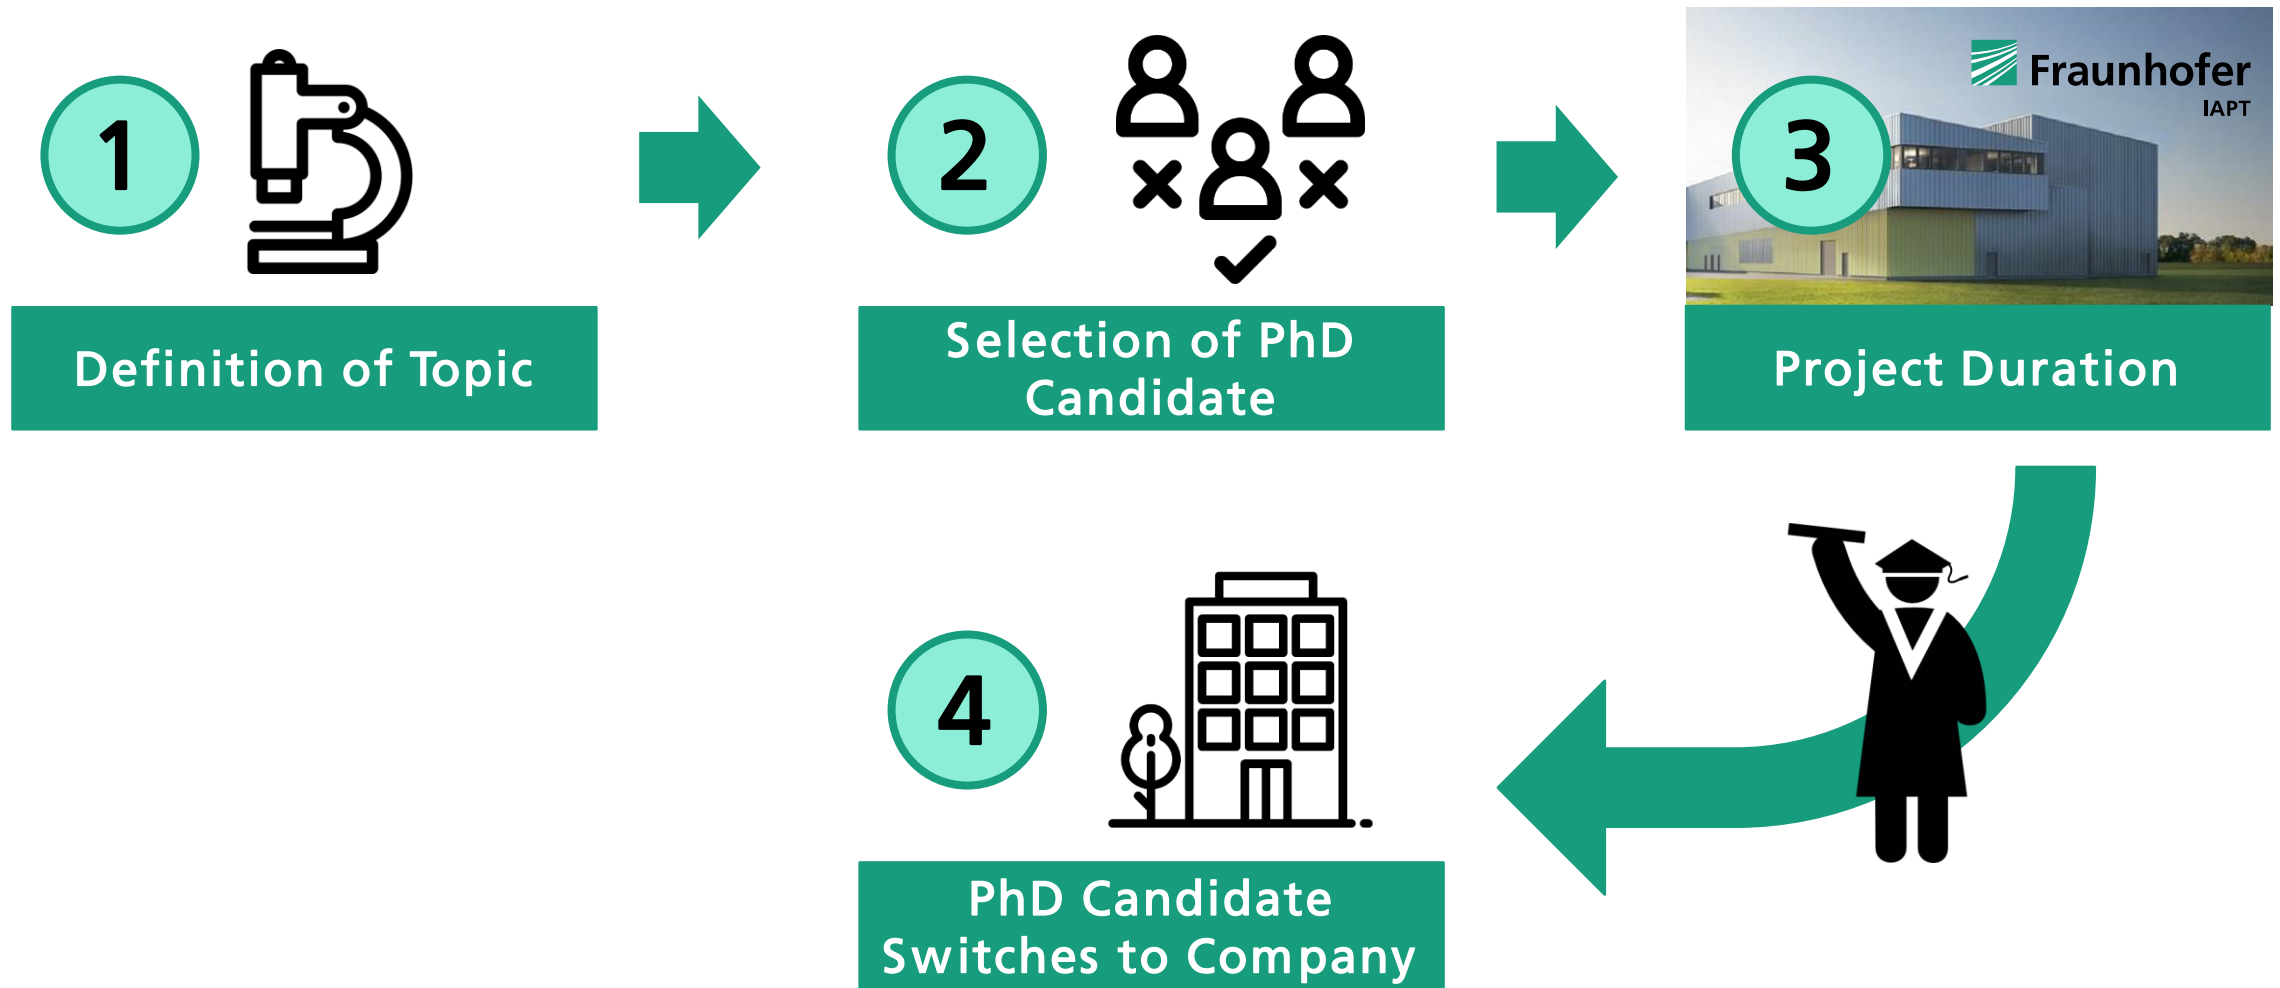 1
Definition of Topic
2
Selection of PhD
Candidate
Fraunhofer
IAPT
3
Project Duration
4
PhD Candidate
Switches to Company